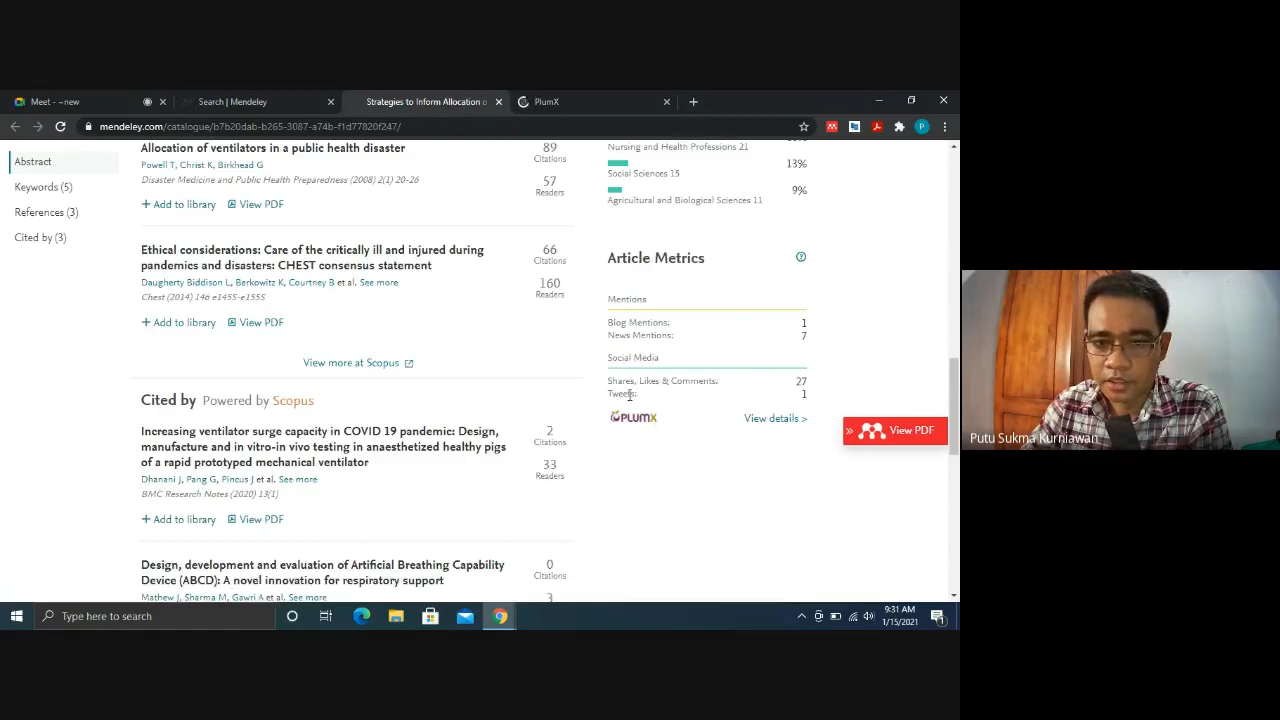 Meet - ~new
Search | Mendeley
Strategies to Inform Allocation o
PlumX
mendeley.com/catalogue/b7b20dab-b265-3087-a74b-f1d77820f247/
Abstract
Keywords (5)
References (3)
Cited by (3)
Allocation of ventilators in a public health disaster
Powell T, Christ K, Birkhead G
Disaster Medicine and Public Health Preparedness (2008) 2(1) 20-26
89
Citations
57
Readers
+ Add to library
View PDF
Ethical considerations: Care of the critically ill and injured during
pandemics and disasters: CHEST consensus statement
Daugherty Biddison L, Berkowitz K, Courtney B et al. See more
Chest (2014) 146 e145S-e155S
66
Citations
160
Readers
+ Add to library
View PDF
View more at Scopus
Cited by Powered by Scopus
Increasing ventilator surge capacity in COVID 19 pandemic: Design,
manufacture and in vitro-in vivo testing in anaesthetized healthy pigs
of a rapid prototyped mechanical ventilator
Dhanani J, Pang G, Pincus J et al. See more
BMC Research Notes (2020) 13(1)
2
Citations
33
Readers
+ Add to library
View PDF
Design, development and evaluation of Artificial Breathing Capability
Device (ABCD): A novel innovation for respiratory support
Mathew J, Sharma M, Gawri A et al. See more
0
Citations
3
Nursing and Health Professions 21
13%
Social Sciences 15
9%
Agricultural and Biological Sciences 11
Article Metrics
Mentions
Blog Mentions: 1
News Mentions: 7
Social Media
Shares, Likes & Comments: 27
Tweets: 1
PLUMX
View details >
» View PDF
Putu Sukma Kurniawan
Type here to search
9:31 AM
1/15/2021
1